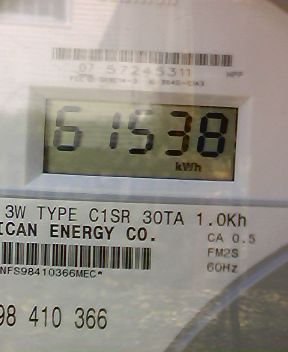 07 57245311 MPP
61538
kWh
3W TYPE C1SR 30TA 1.0Kh
ICAN ENERGY CO.
CA 0.5
FM2S
60Hz
NFS98410366MEC*
98 410 366